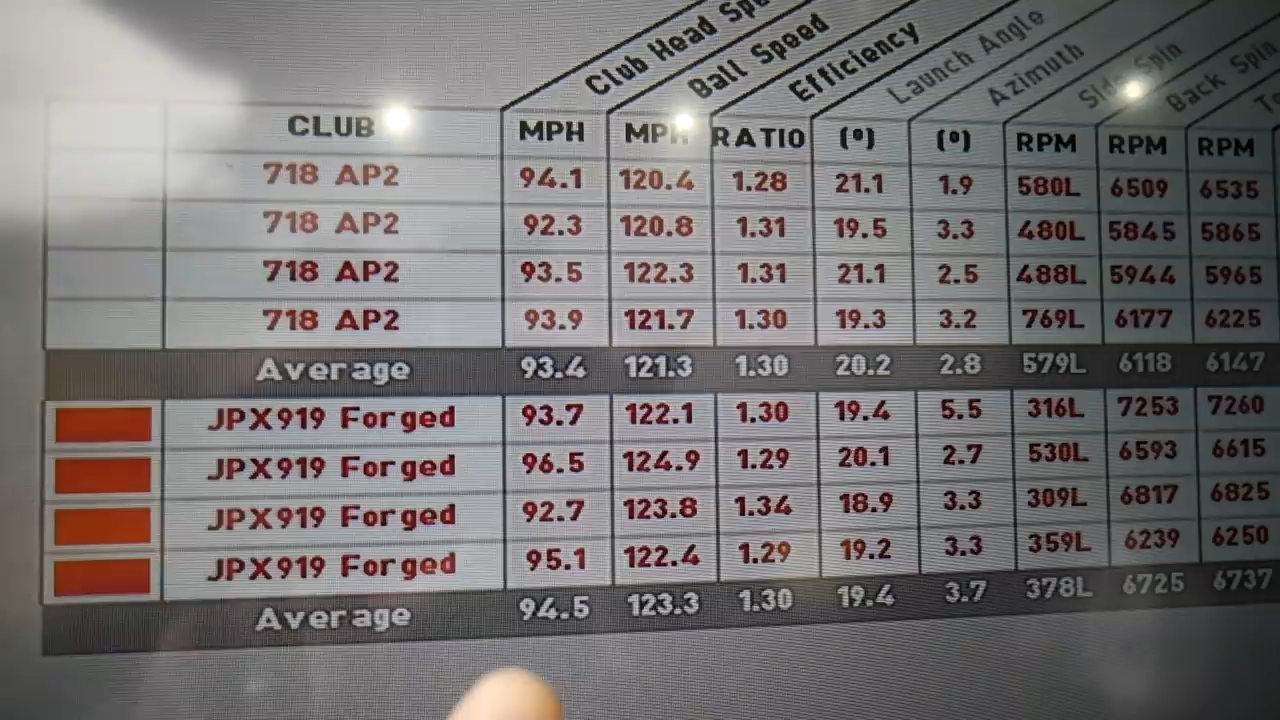 Club Head
Ball Speed
Efficiency
Launch Angle
Azimuth
Side Spin
Back Spin
CLUB MPH MPH RATIO (º) (º) RPM RPM RPM
718 AP2 94.1 120.4 1.28 21.1 1.9 580L 6509 6535
718 AP2 92.3 120.8 1.31 19.5 3.3 480L 5845 5865
718 AP2 93.5 122.3 1.31 21.1 2.5 488L 5944 5965
718 AP2 93.9 121.7 1.30 19.3 3.2 769L 6177 6225
Average 93.4 121.3 1.30 20.2 2.8 579L 6118 6147
JPX919 Forged 93.7 122.1 1.30 19.4 5.5 316L 7253 7260
JPX919 Forged 96.5 124.9 1.29 20.1 2.7 530L 6593 6615
JPX919 Forged 92.7 123.8 1.34 18.9 3.3 309L 6817 6825
JPX919 Forged 95.1 122.4 1.29 19.2 3.3 359L 6239 6250
Average 94.5 123.3 1.30 19.4 3.7 378L 6725 6737